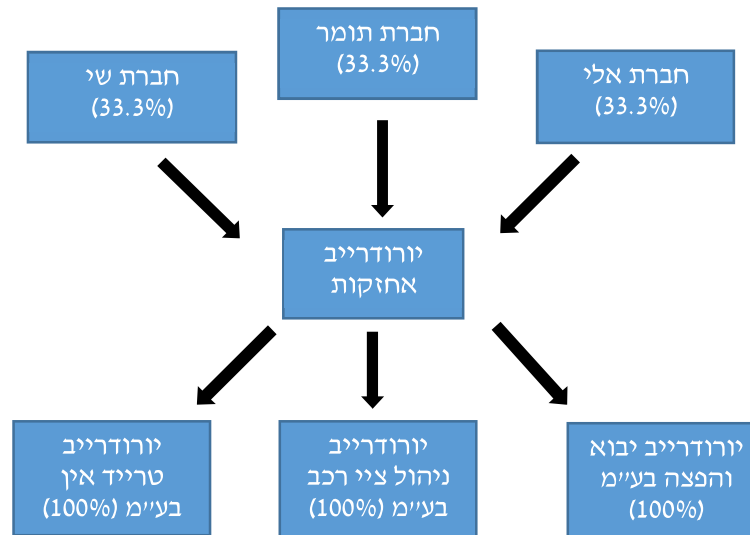 חברת אלי
(33.3%)
חברת תומר
(33.3%)
חברת שי
(33.3%)
יורודרייב
אחזקות
יורודרייב יבוא
והפצה בע״מ
(100%)
יורודרייב
ניהול ציי רכב
בע״מ (100%)
יורודרייב
טרייד אין
בע״מ (100%)